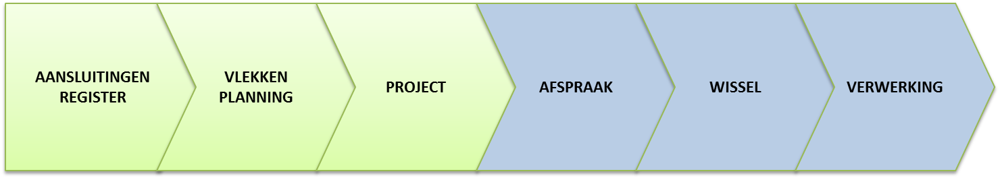 AANSLUITINGEN
REGISTER
VLEKKEN
PLANNING
PROJECT
AFSPRAAK
WISSEL
VERWERKING